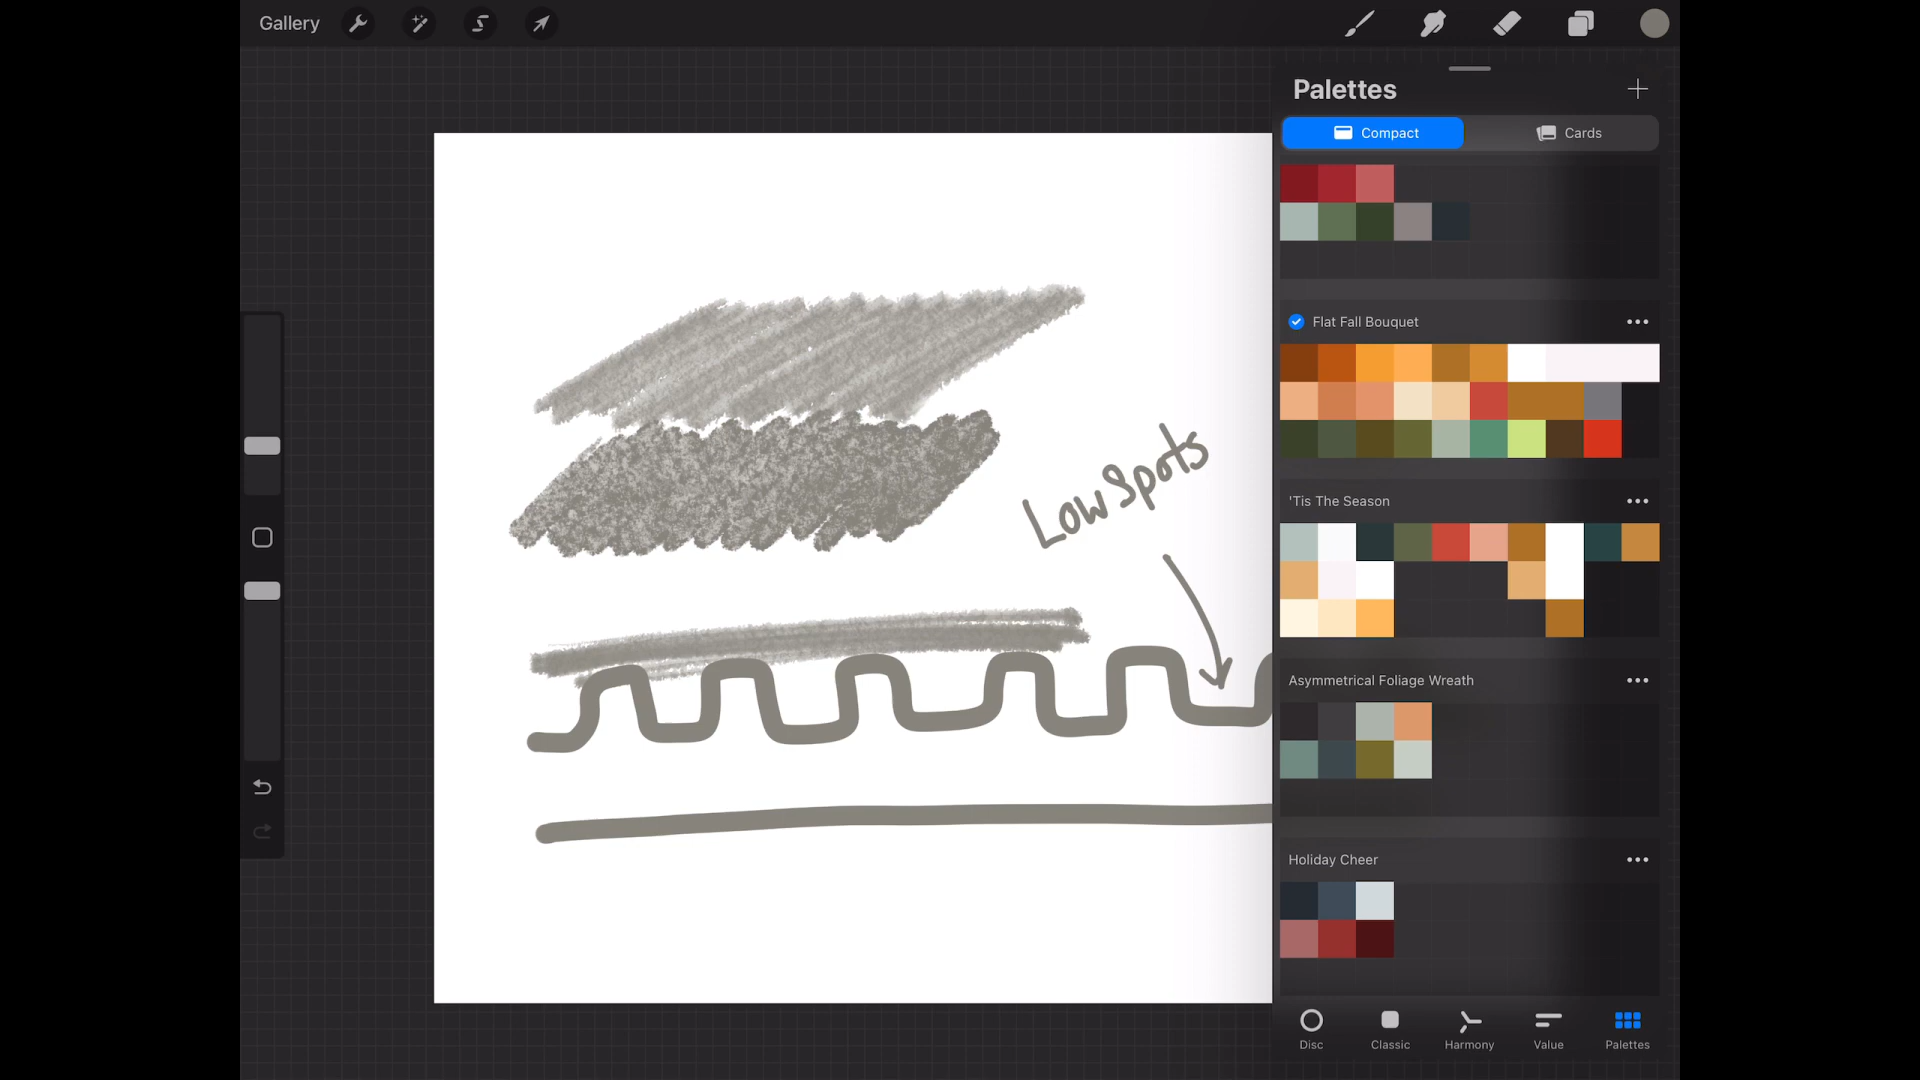 Gallery
Palettes
Compact
Cards
Flat Fall Bouquet
'Tis The Season
Asymmetrical Foliage Wreath
Holiday Cheer
Disc
Classic
Harmony
Value
Palettes
Low Spots